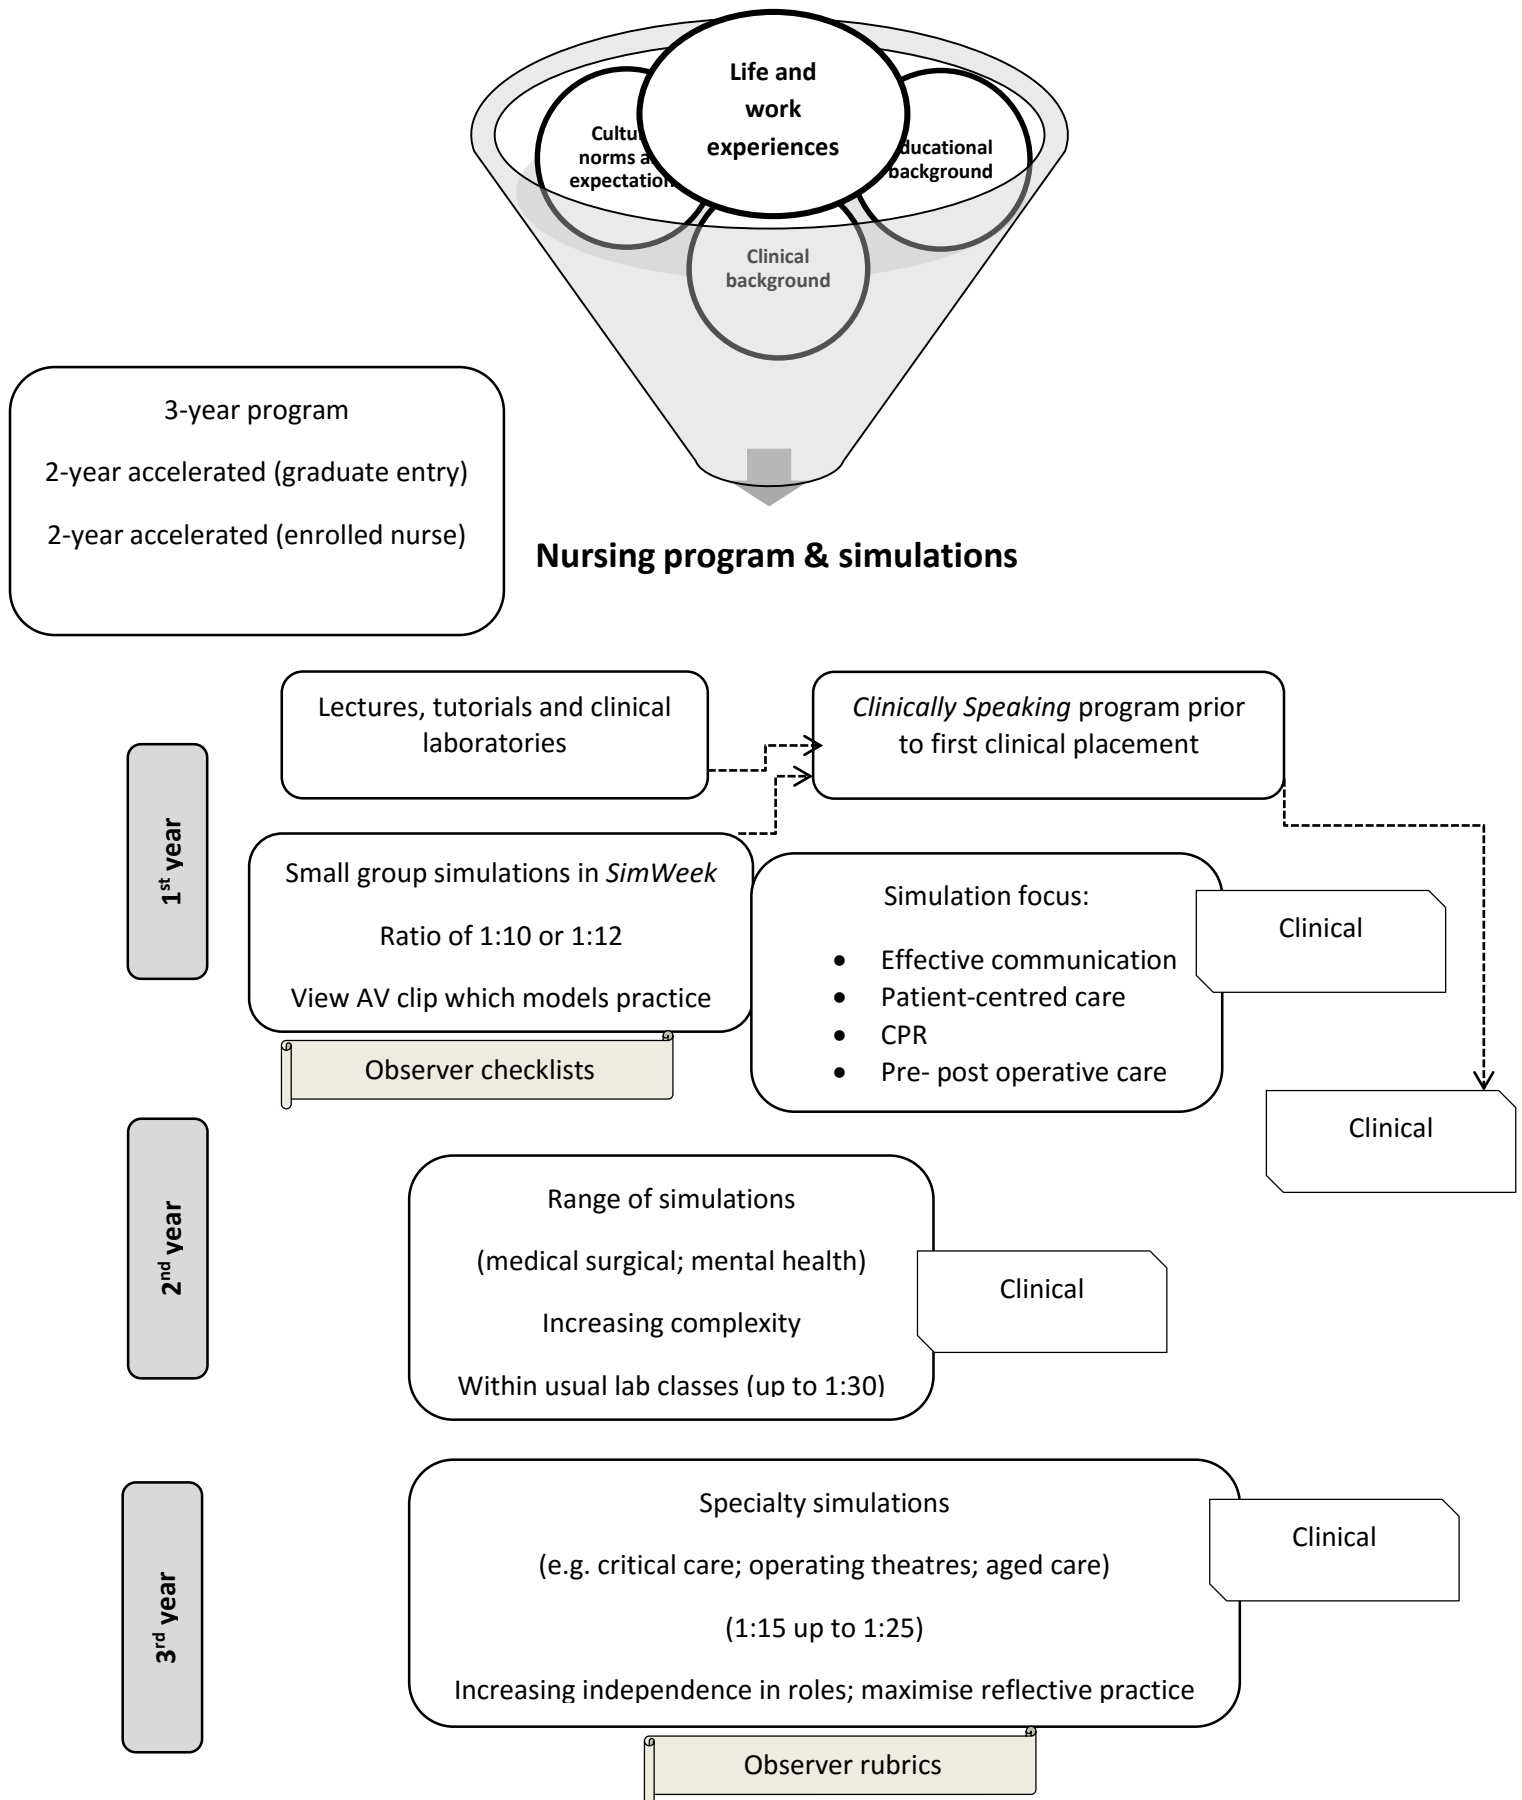 Life and
work
experiences
norms
background
Clinical
background
3-year program
2-year accelerated (graduate entry)
2-year accelerated (enrolled nurse)
Nursing program & simulations
Lectures, tutorials and clinical
laboratories
Clinically Speaking program prior
to first clinical placement
1st year
Small group simulations in SimWeek
Ratio of 1:10 or 1:12
View AV clip which models practice
Observer checklists
Simulation focus:
• Effective communication
• Patient-centred care
• CPR
• Pre- post operative care
Clinical
Clinical
2nd year
Range of simulations
(medical surgical; mental health)
Increasing complexity
Within usual lab classes (up to 1:30)
Clinical
3rd year
Specialty simulations
(e.g. critical care; operating theatres; aged care)
(1:15 up to 1:25)
Increasing independence in roles; maximise reflective practice
Clinical
Observer rubrics